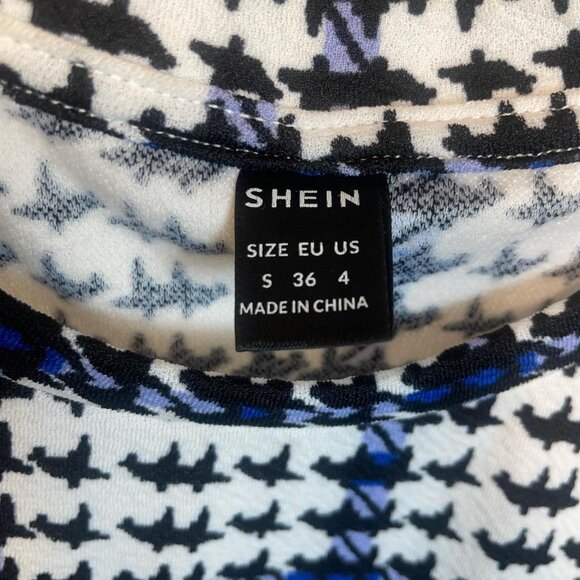 SHEIN
SIZE EU US
S 36 4
MADE IN CHINA